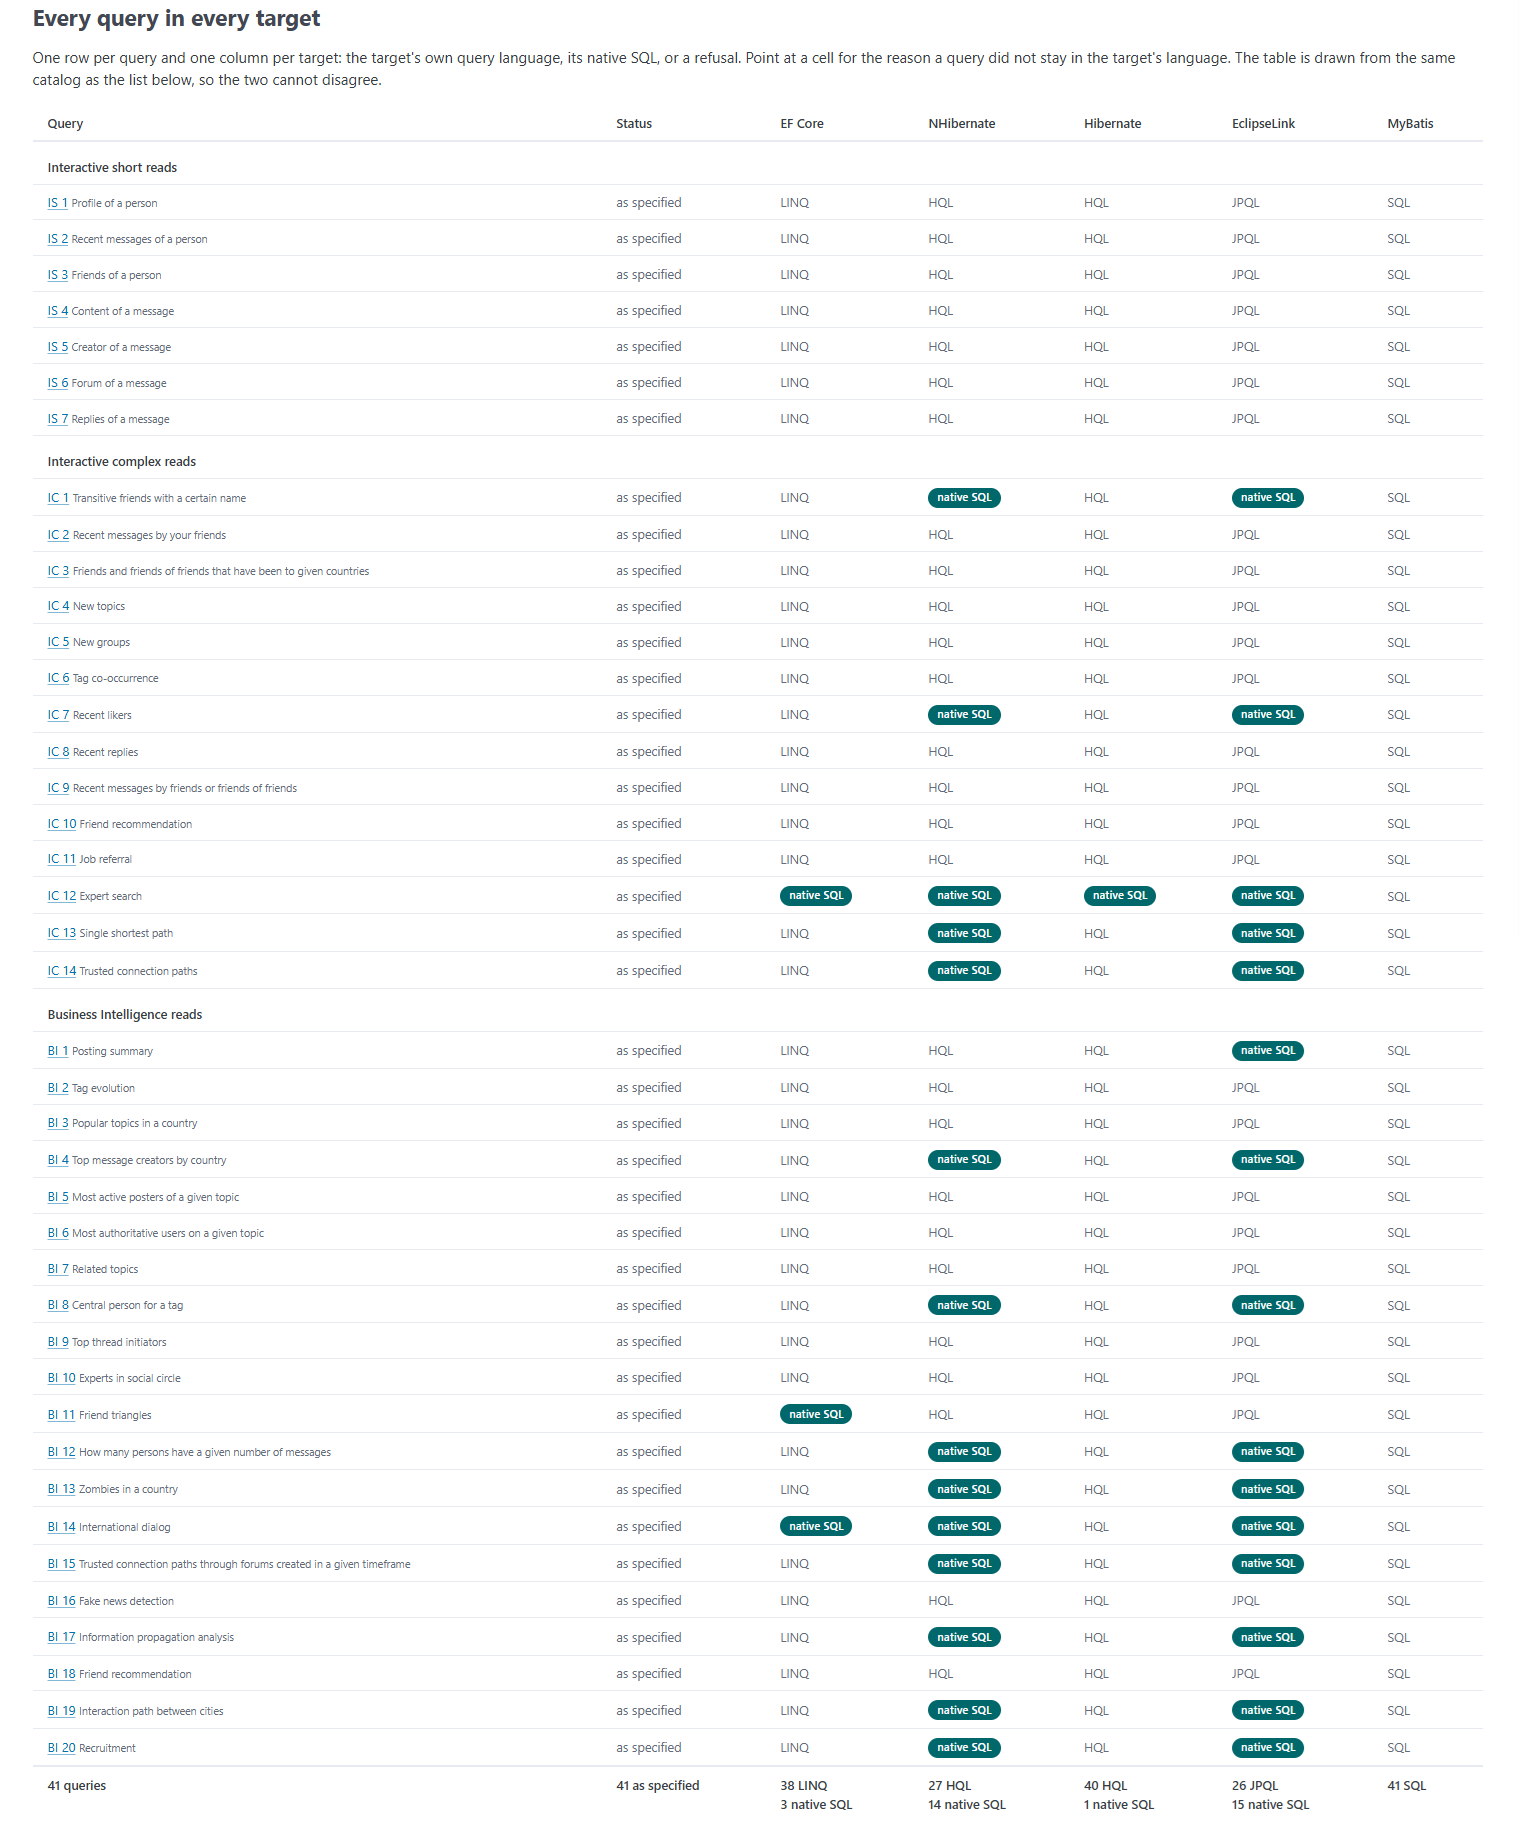 Every query in every target
One row per query and one column per target: the target's own query language, its native SQL, or a refusal. Point at a cell for the reason a query did not stay in the target's language. The table is drawn from the same
catalog as the list below, so the two cannot disagree.
Query Status EF Core NHibernate Hibernate EclipseLink MyBatis
Interactive short reads
IS 1 Profile of a person as specified LINQ HQL HQL JPQL SQL
IS 2 Recent messages of a person as specified LINQ HQL HQL JPQL SQL
IS 3 Friends of a person as specified LINQ HQL HQL JPQL SQL
IS 4 Content of a message as specified LINQ HQL HQL JPQL SQL
IS 5 Creator of a message as specified LINQ HQL HQL JPQL SQL
IS 6 Forum of a message as specified LINQ HQL HQL JPQL SQL
IS 7 Replies of a message as specified LINQ HQL HQL JPQL SQL
Interactive complex reads
IC 1 Transitive friends with a certain name as specified LINQ native SQL HQL native SQL SQL
IC 2 Recent messages by your friends as specified LINQ HQL HQL JPQL SQL
IC 3 Friends and friends of friends that have been to given countries as specified LINQ HQL HQL JPQL SQL
IC 4 New topics as specified LINQ HQL HQL JPQL SQL
IC 5 New groups as specified LINQ HQL HQL JPQL SQL
IC 6 Tag co-occurrence as specified LINQ HQL HQL JPQL SQL
IC 7 Recent likers as specified LINQ native SQL HQL native SQL SQL
IC 8 Recent replies as specified LINQ HQL HQL JPQL SQL
IC 9 Recent messages by friends or friends of friends as specified LINQ HQL HQL JPQL SQL
IC 10 Friend recommendation as specified LINQ HQL HQL JPQL SQL
IC 11 Job referral as specified LINQ HQL HQL JPQL SQL
IC 12 Expert search as specified native SQL native SQL native SQL native SQL SQL
IC 13 Single shortest path as specified LINQ native SQL HQL native SQL SQL
IC 14 Trusted connection paths as specified LINQ native SQL HQL native SQL SQL
Business Intelligence reads
BI 1 Posting summary as specified LINQ HQL HQL native SQL SQL
BI 2 Tag evolution as specified LINQ HQL HQL JPQL SQL
BI 3 Popular topics in a country as specified LINQ HQL HQL JPQL SQL
BI 4 Top message creators by country as specified LINQ native SQL HQL native SQL SQL
BI 5 Most active posters of a given topic as specified LINQ HQL HQL JPQL SQL
BI 6 Most authoritative users on a given topic as specified LINQ HQL HQL JPQL SQL
BI 7 Related topics as specified LINQ HQL HQL JPQL SQL
BI 8 Central person for a tag as specified LINQ native SQL HQL native SQL SQL
BI 9 Top thread initiators as specified LINQ HQL HQL JPQL SQL
BI 10 Experts in social circle as specified LINQ HQL HQL JPQL SQL
BI 11 Friend triangles as specified native SQL HQL HQL JPQL SQL
BI 12 How many persons have a given number of messages as specified LINQ native SQL HQL native SQL SQL
BI 13 Zombies in a country as specified LINQ native SQL HQL native SQL SQL
BI 14 International dialog as specified native SQL native SQL HQL native SQL SQL
BI 15 Trusted connection paths through forums created in a given timeframe as specified LINQ native SQL HQL native SQL SQL
BI 16 Fake news detection as specified LINQ HQL HQL JPQL SQL
BI 17 Information propagation analysis as specified LINQ native SQL HQL native SQL SQL
BI 18 Friend recommendation as specified LINQ HQL HQL JPQL SQL
BI 19 Interaction path between cities as specified LINQ native SQL HQL native SQL SQL
BI 20 Recruitment as specified LINQ native SQL HQL native SQL SQL
41 queries 41 as specified 38 LINQ 27 HQL 40 HQL 26 JPQL 41 SQL
3 native SQL 14 native SQL 1 native SQL 15 native SQL